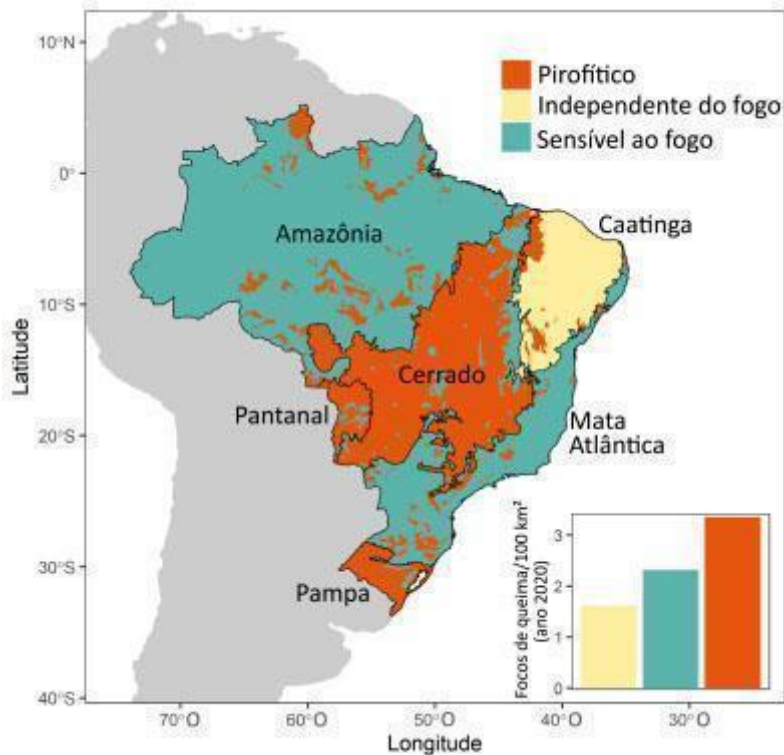 10°N
0°
10°S
20°S
30°S
40°S
Latitude
Pirofítico
Independente do fogo
Sensível ao fogo
Amazônia
Caatinga
Cerrado
Pantanal
Mata
Atlântica
Pampa
Focos de queima/100 km²
(ano 2020)
3
2
1
0
70°O
60°O
50°O
40°O
30°O
Longitude